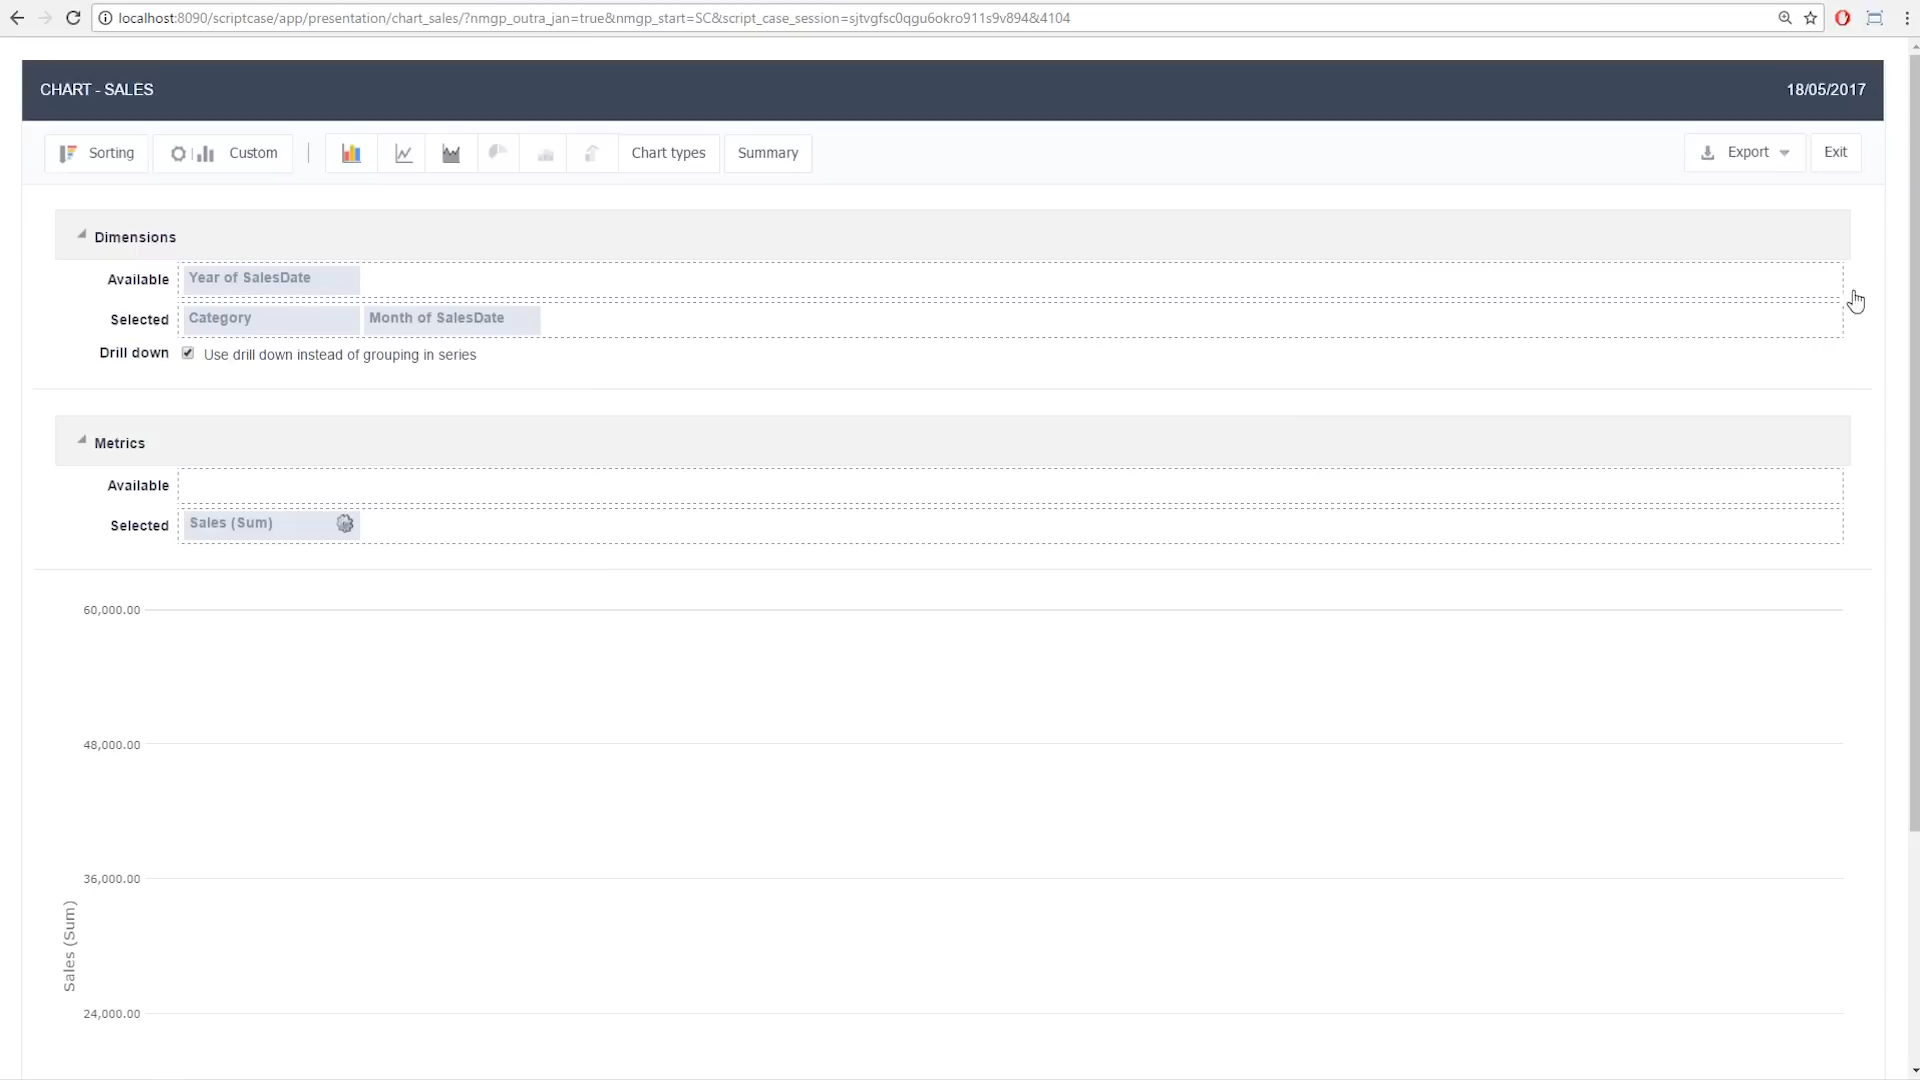 localhost:8090/scriptcase/app/presentation/chart_sales/?nmgp_outra_jan=true&nmgp_start=SC&script_case_session=sjtvgfsc0qgu6okro911s9v894&4104
CHART - SALES 18/05/2017
Sorting Custom Chart types Summary Export Exit
Dimensions
Available Year of SalesDate
Selected Category Month of SalesDate
Drill down Use drill down instead of grouping in series
Metrics
Available
Selected Sales (Sum)
60,000.00
48,000.00
36,000.00
Sales (Sum)
24,000.00